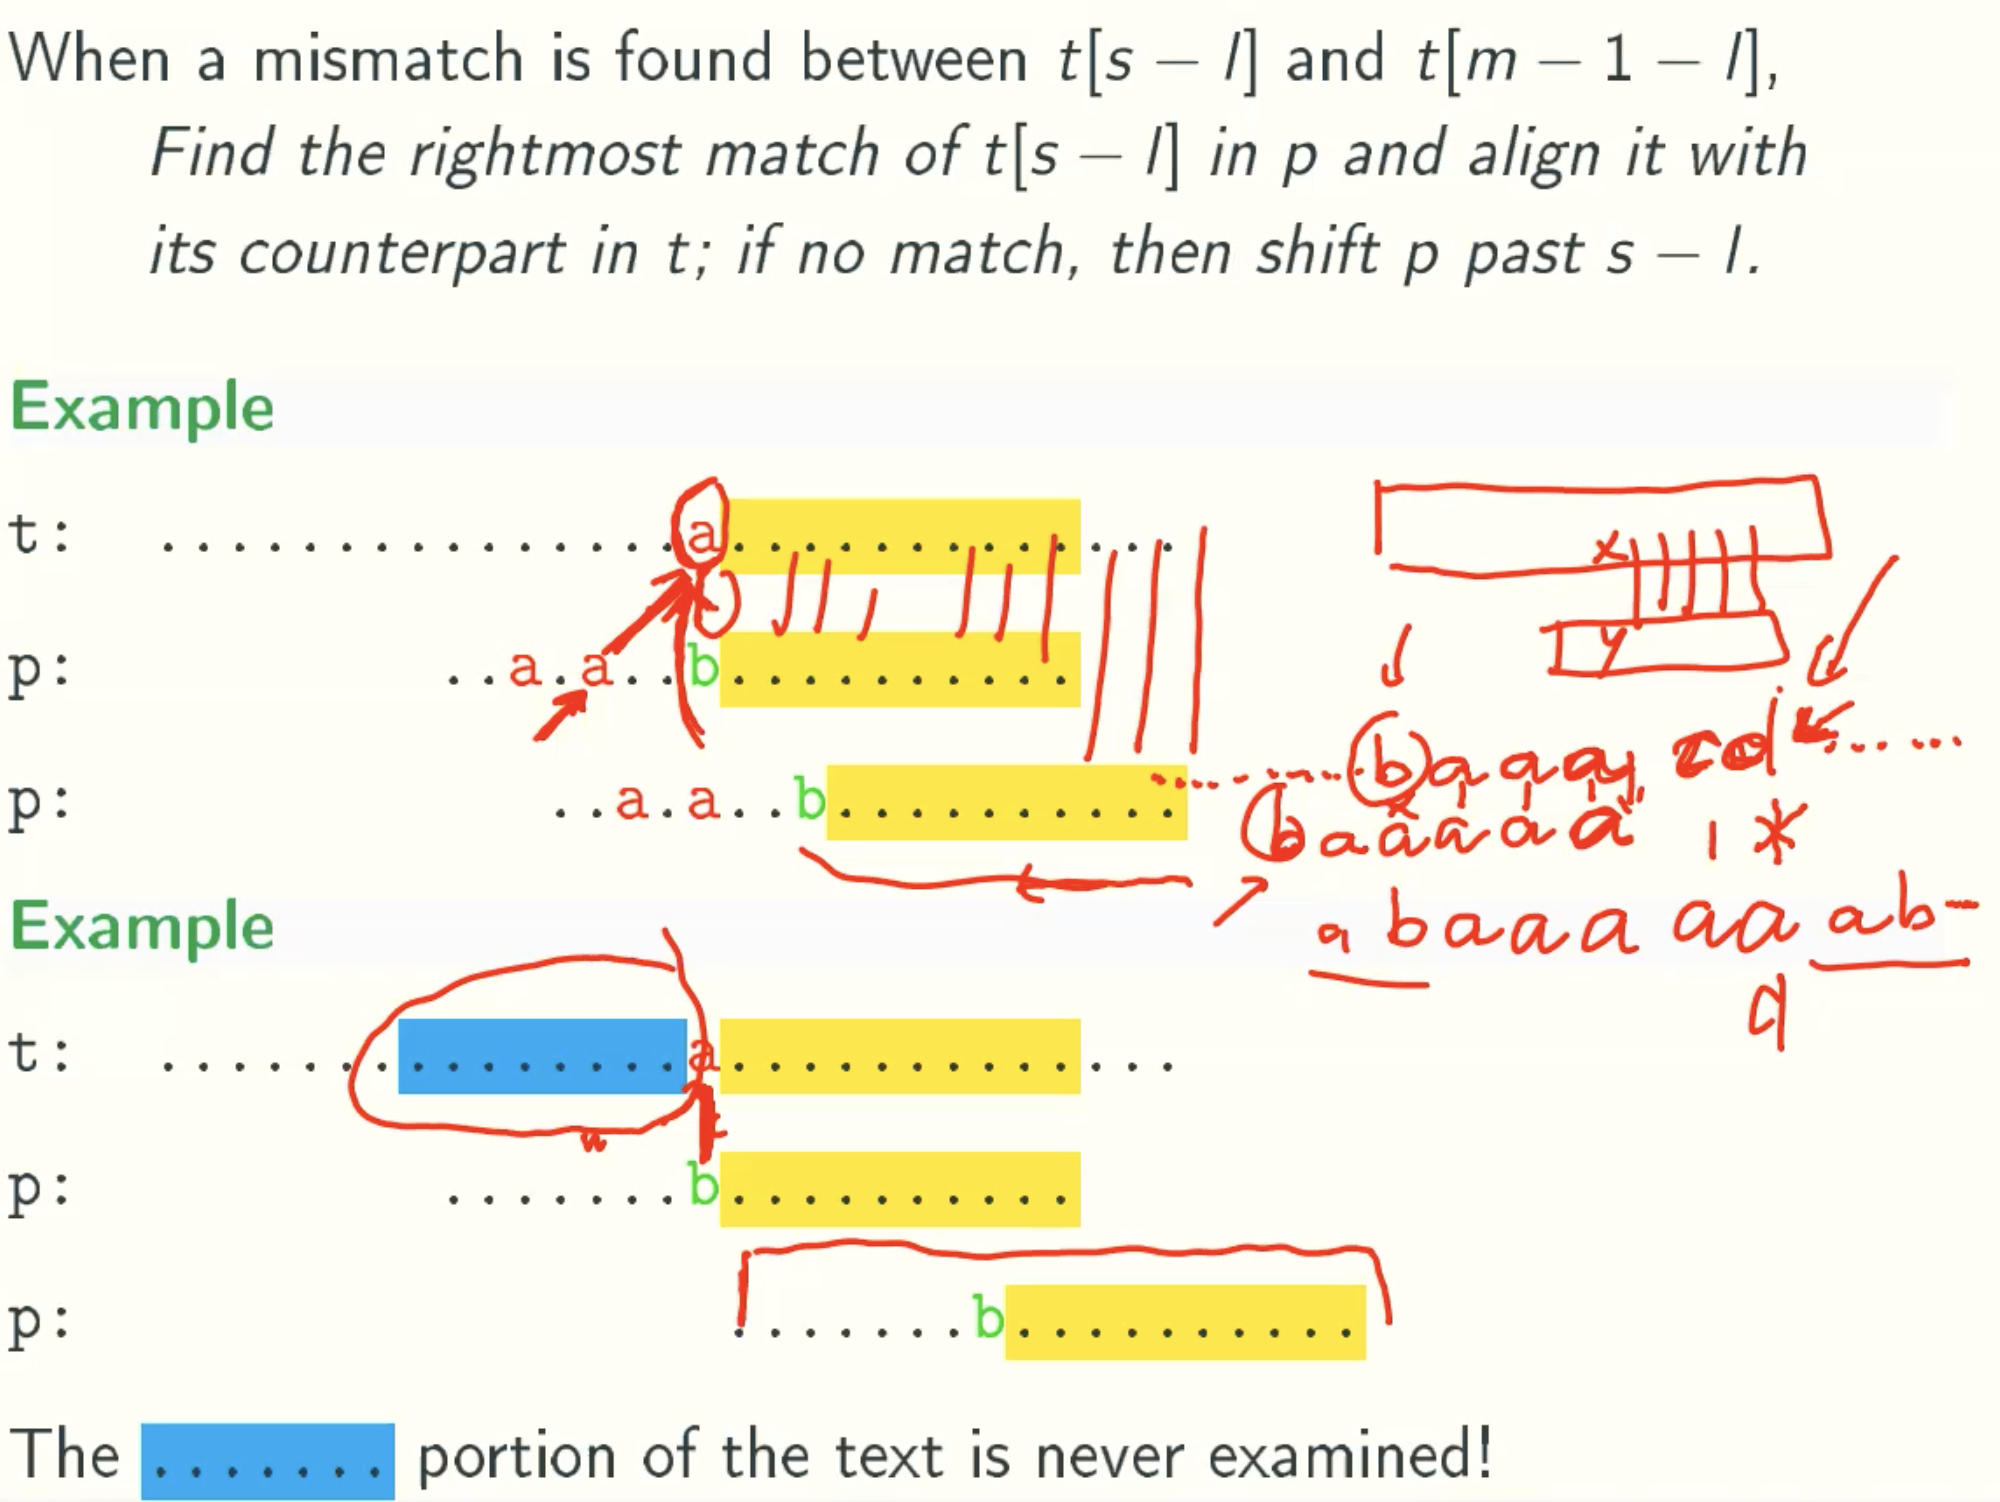 When a mismatch is found between t[s − l] and t[m − 1 − l],
Find the rightmost match of t[s − l] in p and align it with
its counterpart in t; if no match, then shift p past s − l.
Example
t: ...............a.............
p: ..a.a...b..........
p: ..a.a...b..........
x
y
b a a a
b a a a a a 1 *
a b a a a a a a b
Example
t: ...............a.............
p: .......b..........
p: .......b..........
The ....... portion of the text is never examined!